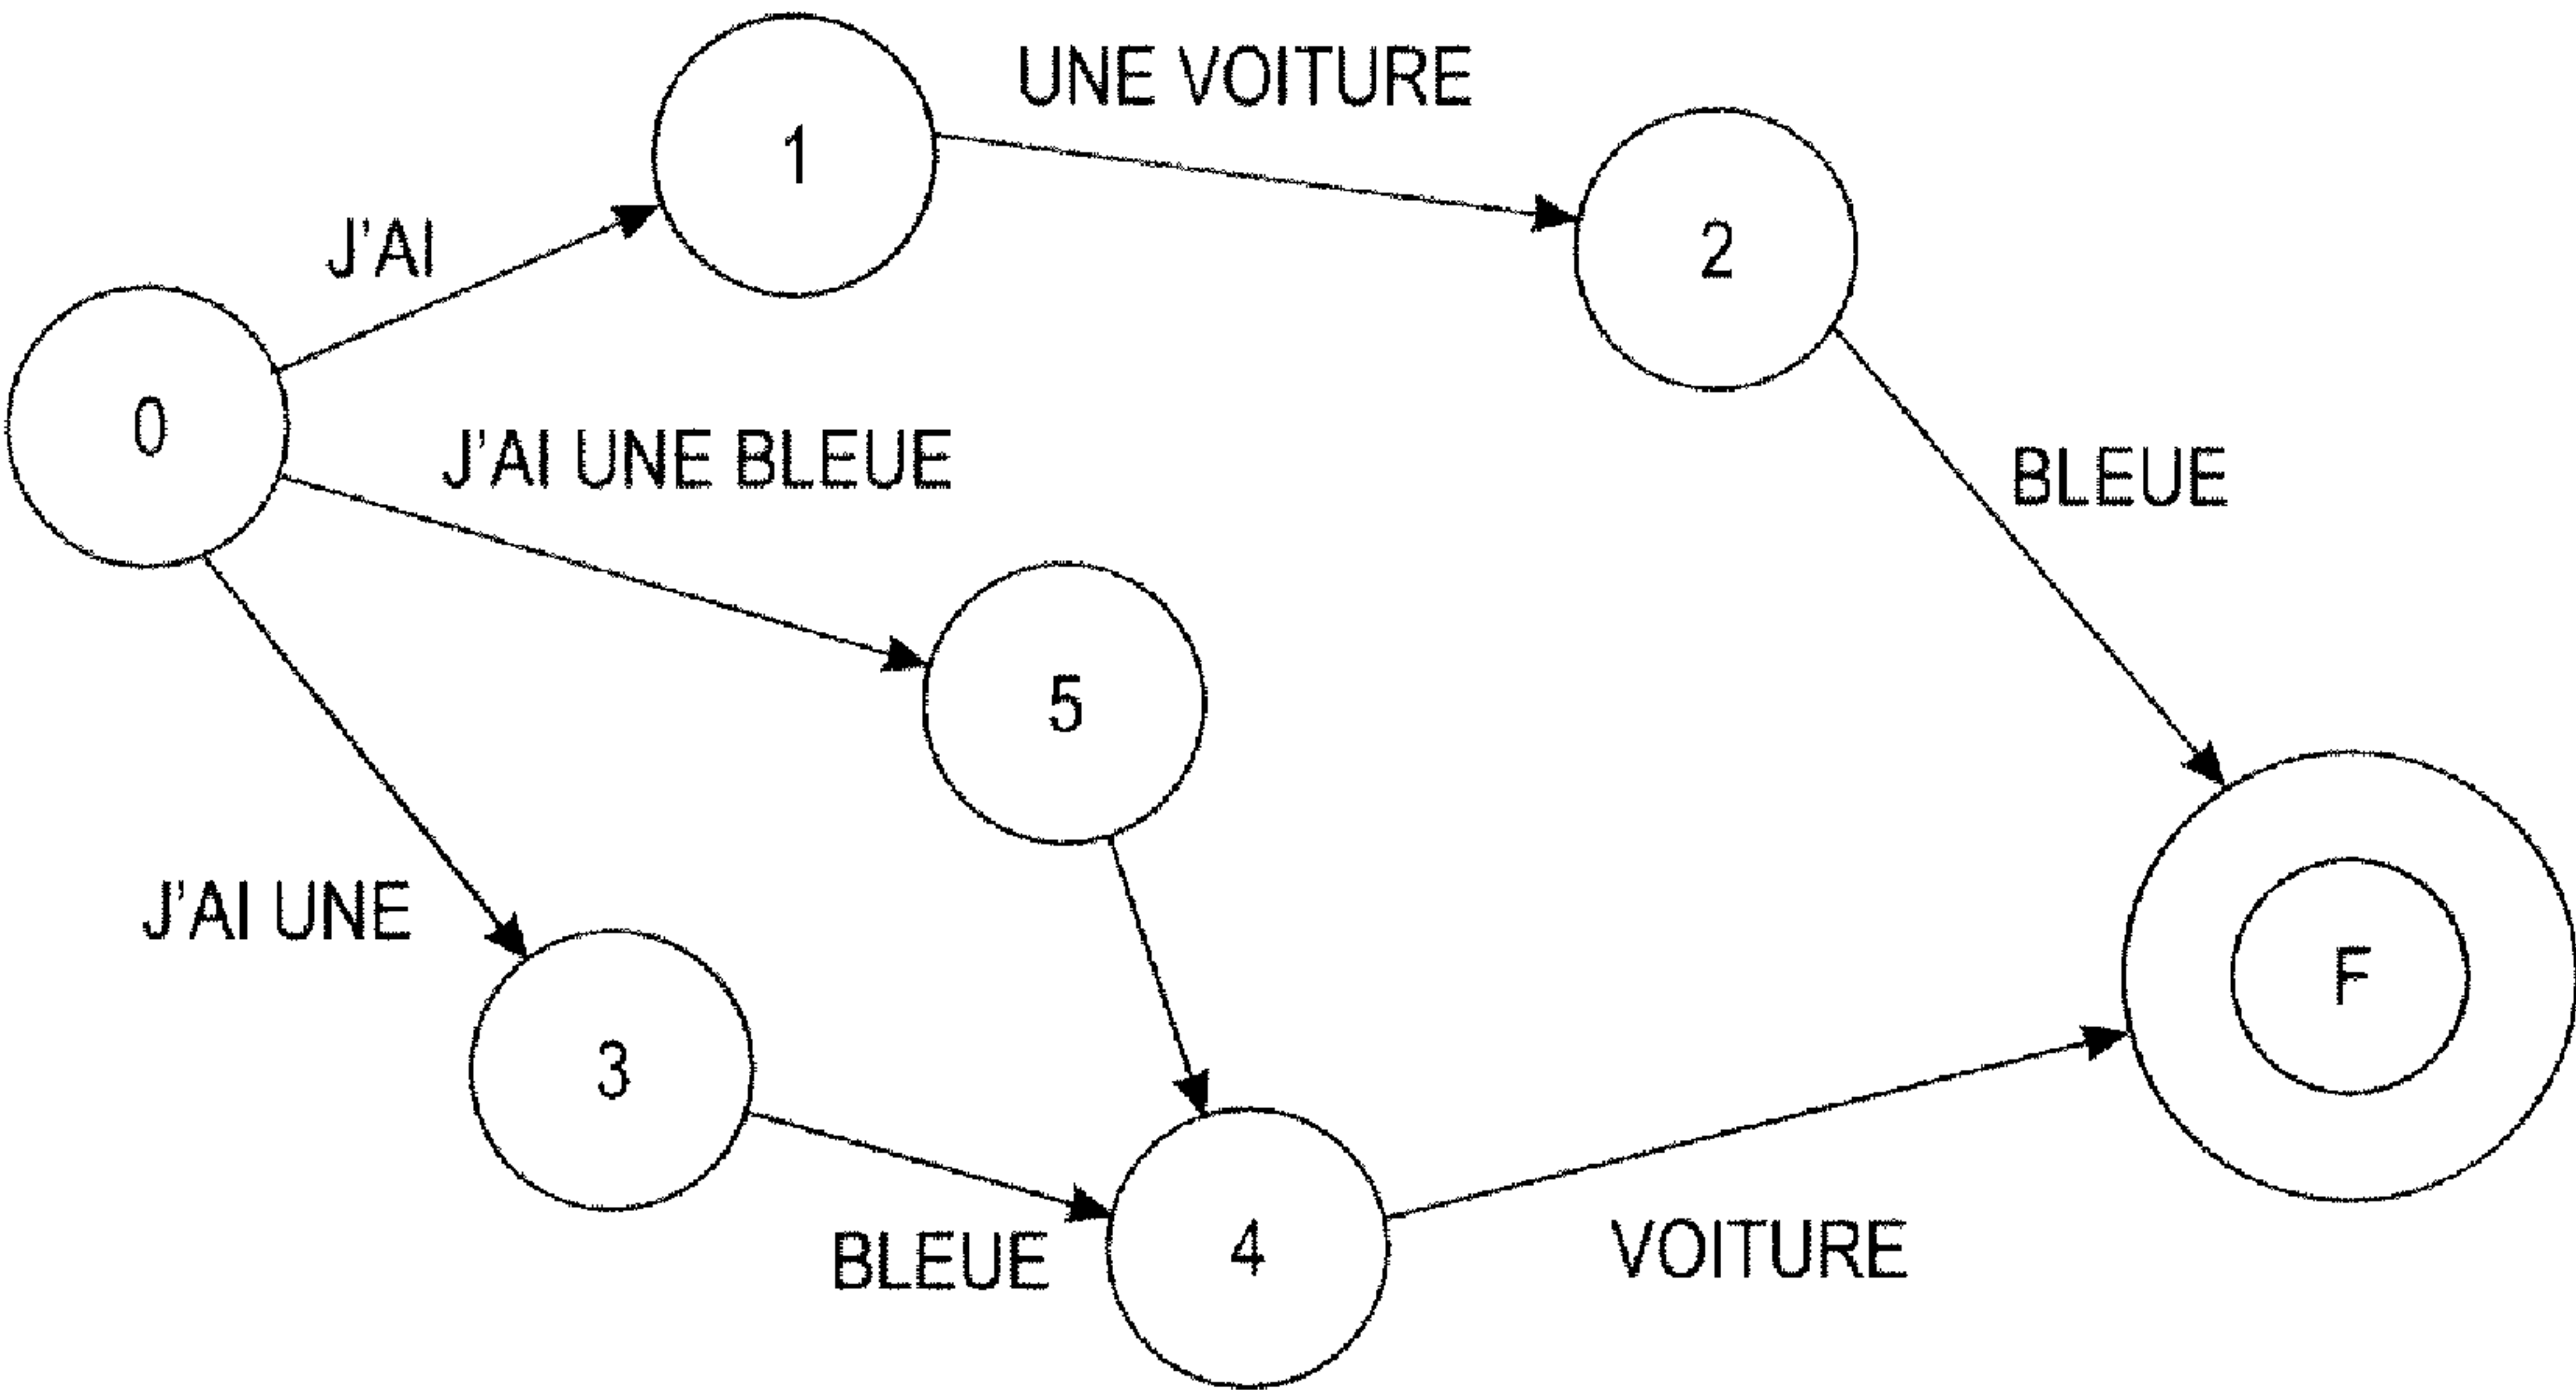 UNE VOITURE
1
J'AI
2
0
J'AI UNE BLEUE
BLEUE
5
J'AI UNE
F
3
BLEUE
4
VOITURE